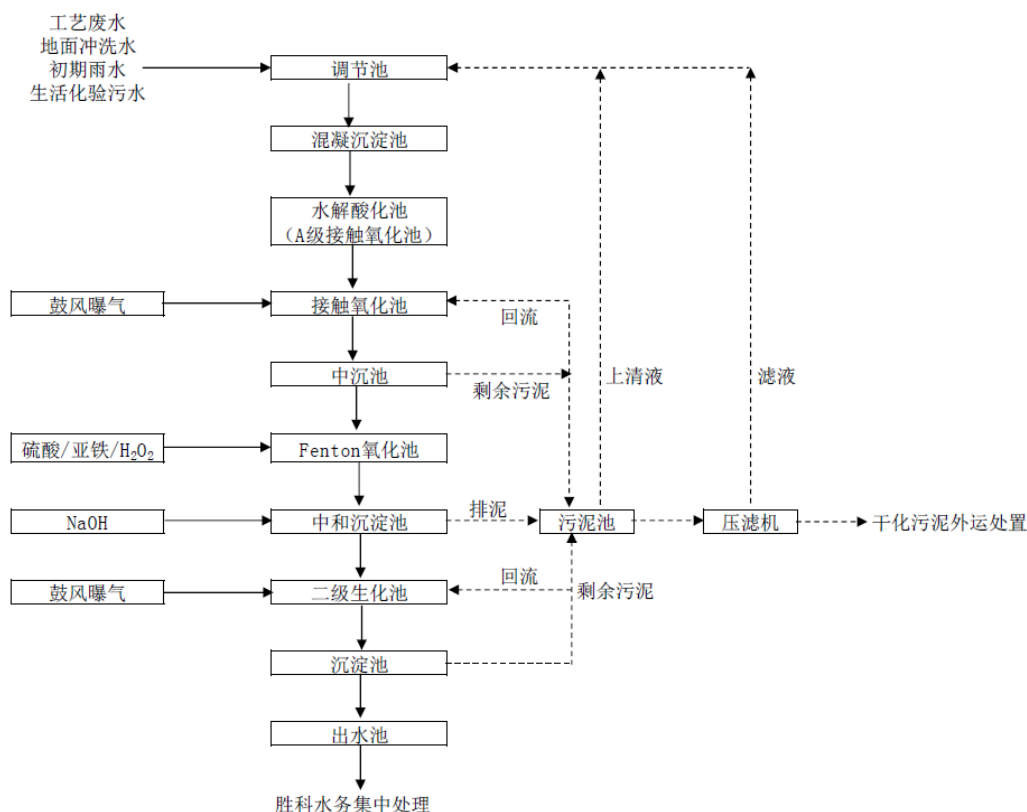 工艺废水
地面冲洗水
初期雨水
生活化验污水
调节池
混凝沉淀池
水解酸化池
（A级接触氧化池）
鼓风曝气
接触氧化池
回流
中沉池
剩余污泥
上清液
滤液
硫酸/亚铁/H₂O₂
Fenton氧化池
NaOH
中和沉淀池
排泥
污泥池
压滤机
干化污泥外运处置
鼓风曝气
二级生化池
回流
剩余污泥
沉淀池
出水池
胜科水务集中处理